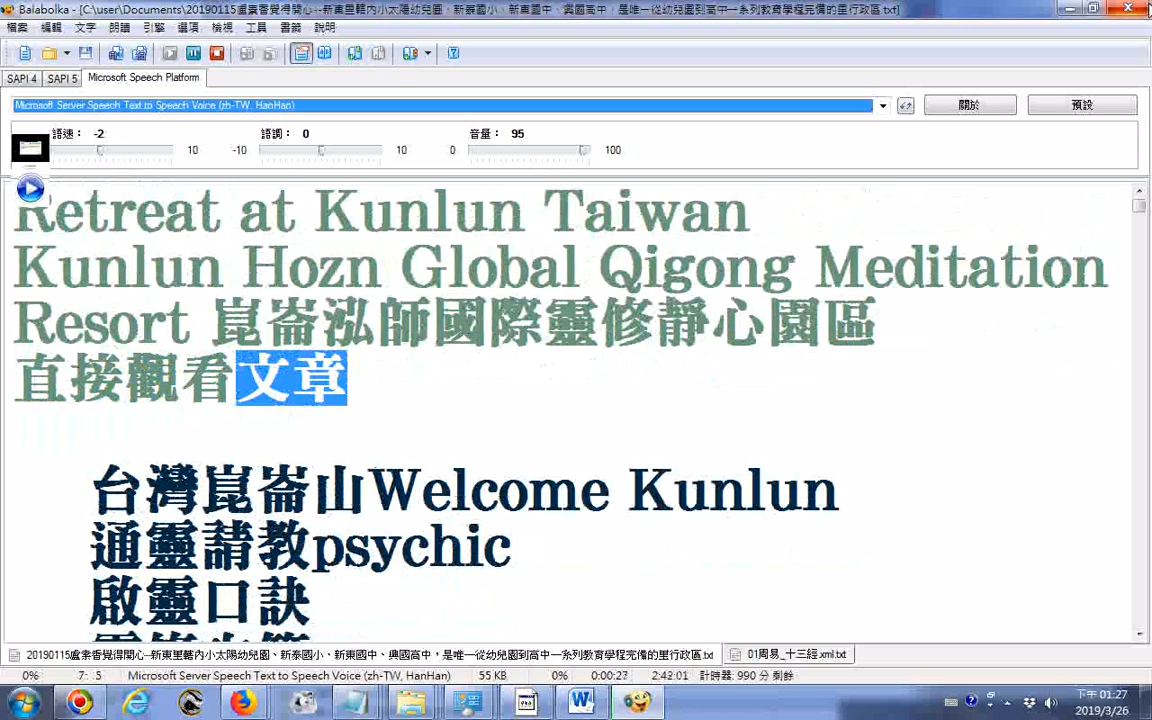 Balabolka - [C:\user\Documents\20190115盧素香覺得開心--新東里轄內小太陽幼兒園、新泰國小、新東國中、興國高中，是唯一從幼兒園到高中一系列教育學程完備的里行政區.txt]
檔案 編輯 文字 朗讀 引擎 選項 檢視 工具 書籤 說明
SAPI 4 SAPI 5 Microsoft Speech Platform
Microsoft Server Speech Text to Speech Voice (zh-TW, HanHan)
關於 預設
語速： -2 語調： 0 音量： 95
10 -10 10 0 100
Retreat at Kunlun Taiwan
Kunlun Hozn Global Qigong Meditation
Resort 崑崙泓師國際靈修靜心園區
直接觀看文章
台灣崑崙山Welcome Kunlun
通靈請教psychic
啟靈口訣
20190115盧素香覺得開心--新東里轄內小太陽幼兒園、新泰國小、新東國中、興國高中，是唯一從幼兒園到高中一系列教育學程完備的里行政區.txt 01周易_十三經.xml.txt
0% 7: .5 Microsoft Server Speech Text to Speech Voice (zh-TW, HanHan) 55 KB 0% 0:00:27 2:42:01 計時器: 990 分 剩餘
下午 01:27
2019/3/26